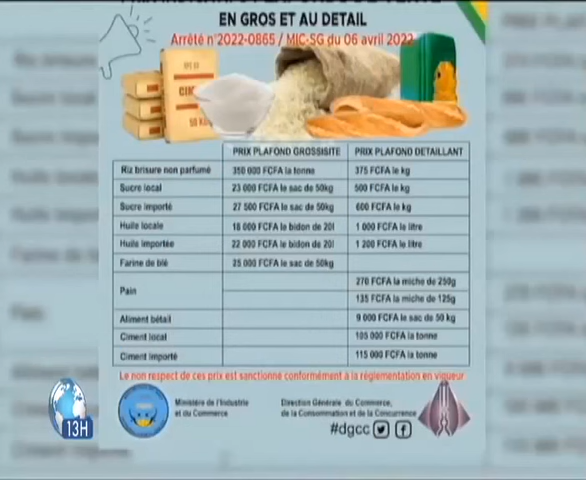 EN GROS ET AU DETAIL
Arrêté n°2022-0865 / MIC-SG du 06 avril 2022
CIM
50 KG
PRIX PLAFOND GROSSISITE PRIX PLAFOND DETAILLANT
Riz brisure non parfumé 350 000 FCFA la tonne 375 FCFA le kg
Sucre local 23 000 FCFA le sac de 50kg 500 FCFA le kg
Sucre importé 27 500 FCFA le sac de 50kg 600 FCFA le kg
Huile locale 18 000 FCFA le bidon de 20l 1 000 FCFA le litre
Huile importée 22 000 FCFA le bidon de 20l 1 200 FCFA le litre
Farine de blé 25 000 FCFA le sac de 50kg
Pain 270 FCFA la miche de 250g
135 FCFA la miche de 125g
Aliment bétail 9 000 FCFA le sac de 50 kg
Ciment local 105 000 FCFA la tonne
Ciment importé 115 000 FCFA la tonne
Le non respect de ces prix est sanctionne conformément à la réglementation en vigueur
Ministère de l'Industrie
et du Commerce
Direction Générale du Commerce,
de la Consommation et de la Concurrence
#dgcc
13H